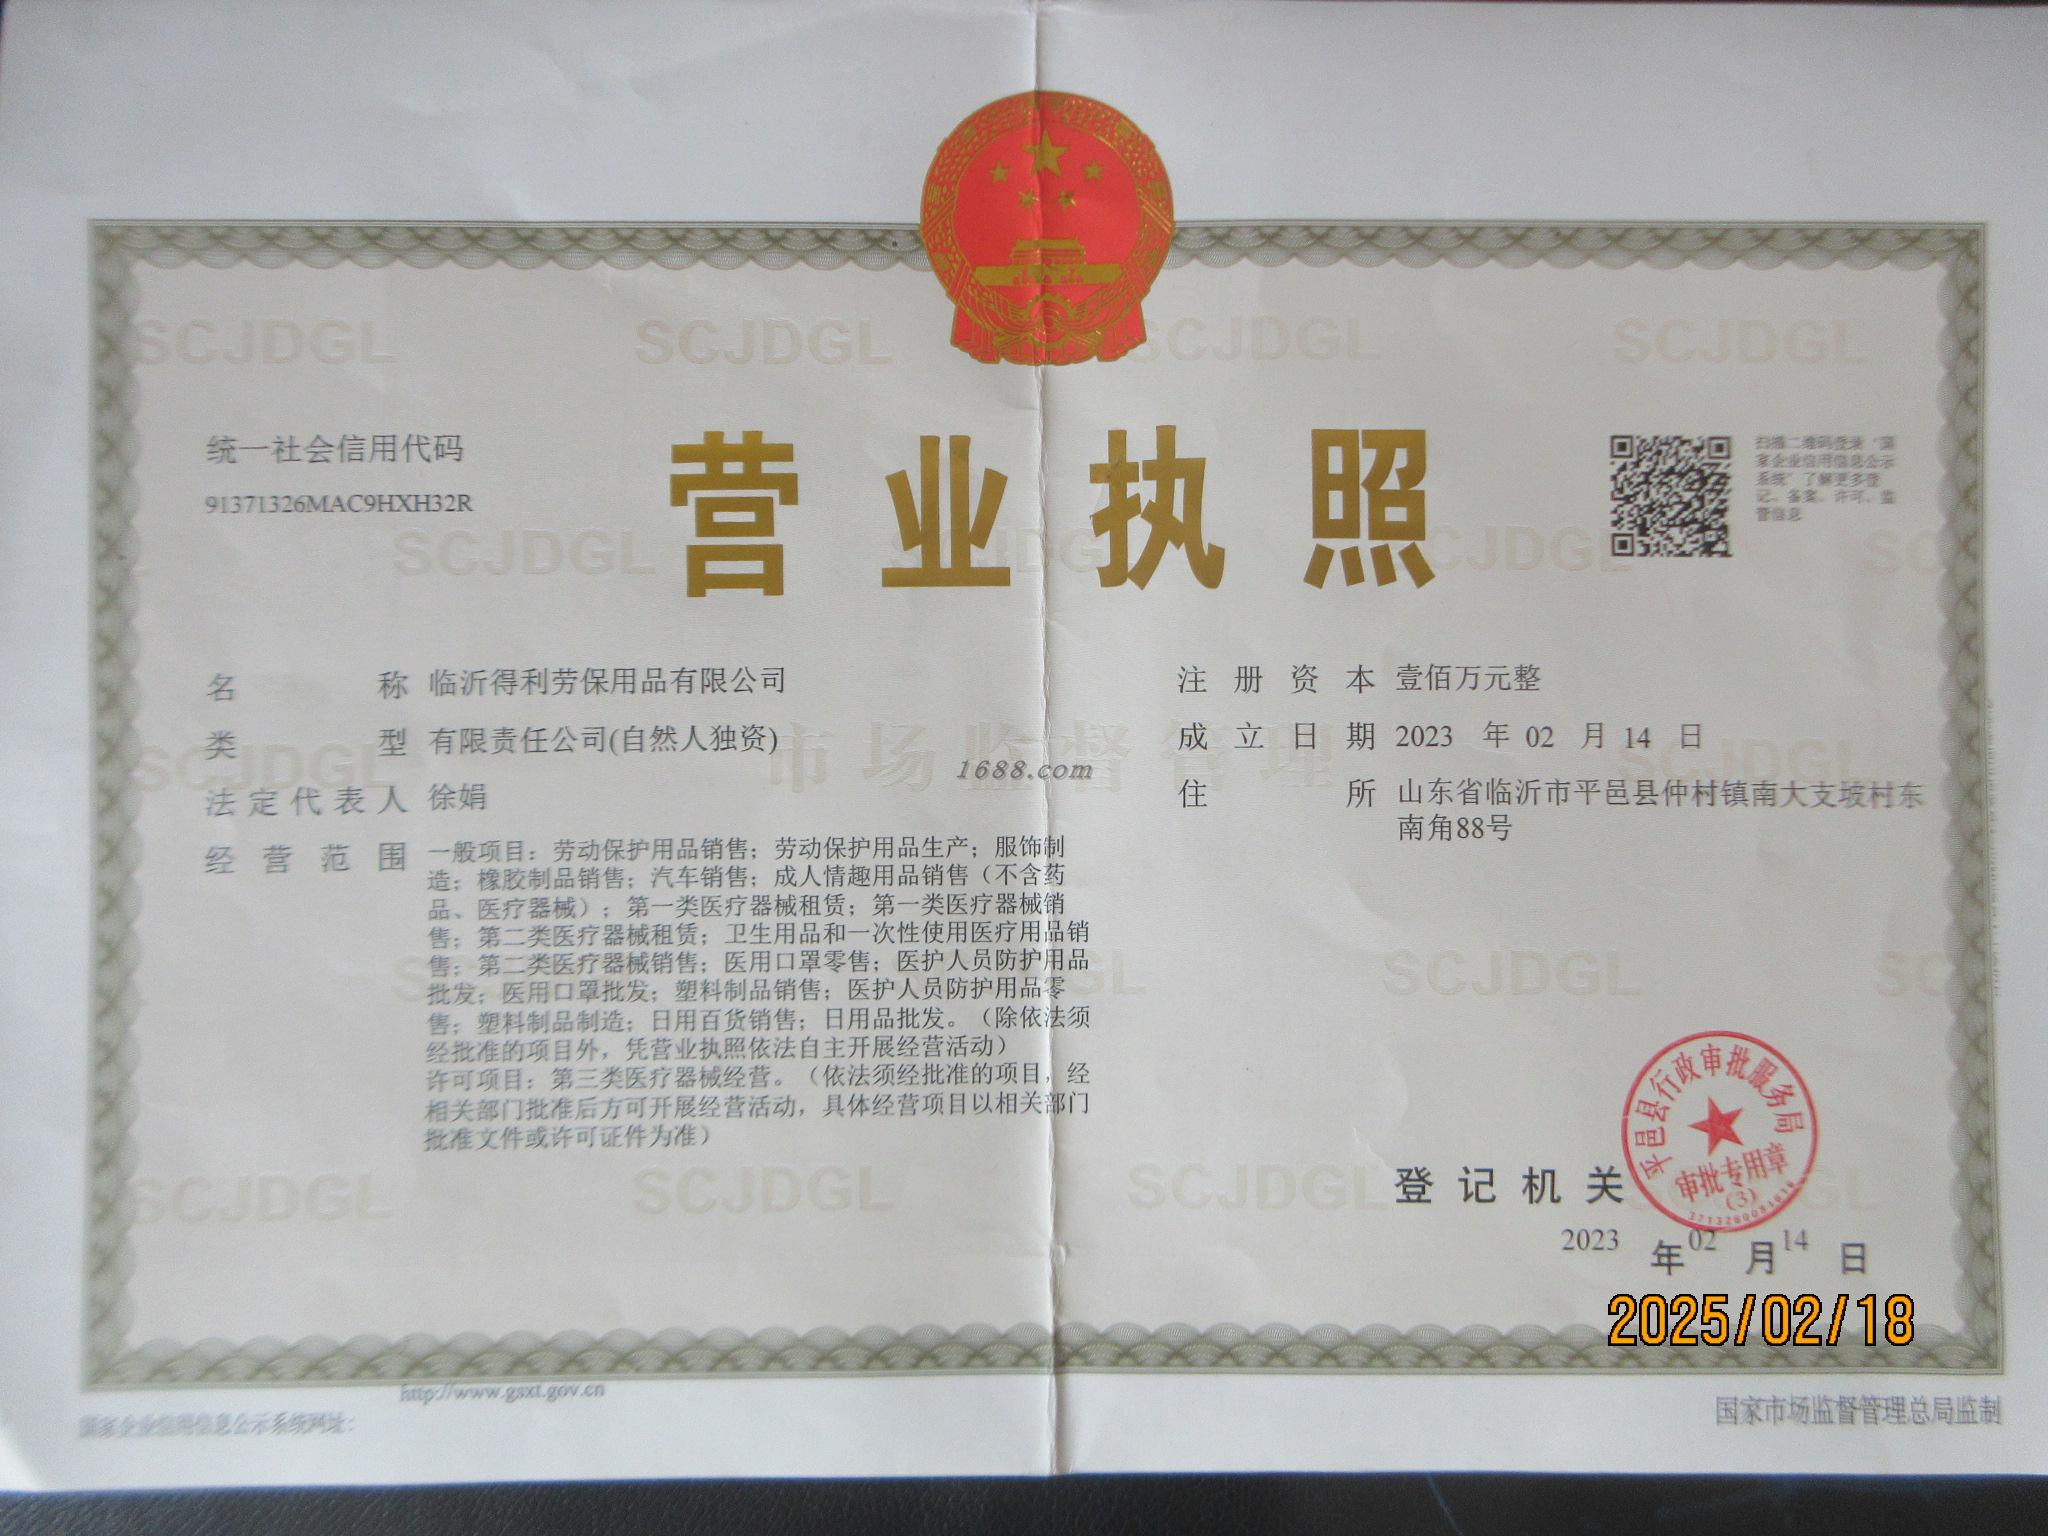 统一社会信用代码
91371326MAC9HXH32R
营业执照
扫描二维码登录“国
家企业信用信息公示
系统”了解更多登
记、备案、许可、监
管信息
名称 临沂得利劳保用品有限公司
类型 有限责任公司(自然人独资)
法定代表人 徐娟
经营范围 一般项目：劳动保护用品销售；劳动保护用品生产；服饰制
造；橡胶制品销售；汽车销售；成人情趣用品销售（不含药
品、医疗器械）；第一类医疗器械租赁；第一类医疗器械销
售；第二类医疗器械租赁；卫生用品和一次性使用医疗用品销
售；第二类医疗器械销售；医用口罩零售；医护人员防护用品
批发；医用口罩批发；塑料制品销售；医护人员防护用品零
售；塑料制品制造；日用百货销售；日用品批发。（除依法须
经批准的项目外，凭营业执照依法自主开展经营活动）
许可项目：第三类医疗器械经营。（依法须经批准的项目，经
相关部门批准后方可开展经营活动，具体经营项目以相关部门
批准文件或许可证件为准）
注册资本 壹佰万元整
成立日期 2023 年 02 月 14 日
住所 山东省临沂市平邑县仲村镇南大支坡村东
南角88号
市场监督管理
1688.com
SCJDGL
登记机关
平邑县行政审批服务局
审批专用章
(3)
2023 年 02 月 14 日
2025/02/18
http://www.gsxt.gov.cn
国家企业信用信息公示系统网址：
国家市场监督管理总局监制